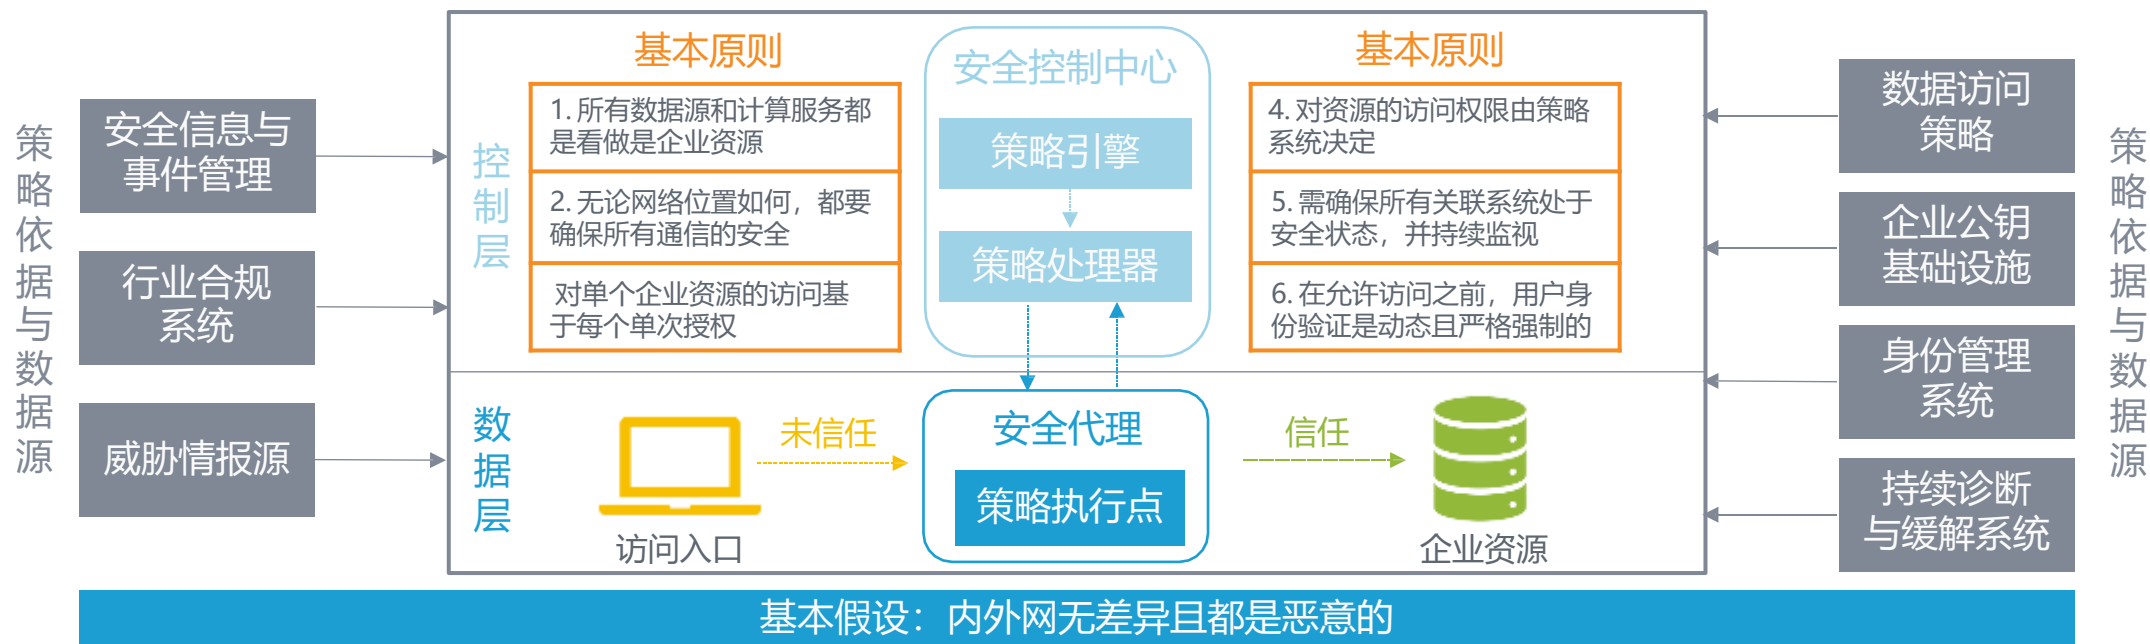 策略依据与数据源
安全信息与
事件管理
行业合规
系统
威胁情报源
控制层
基本原则
1. 所有数据源和计算服务都
是看做是企业资源
2. 无论网络位置如何，都要
确保所有通信的安全
对单个企业资源的访问基
于每个单次授权
安全控制中心
策略引擎
策略处理器
基本原则
4. 对资源的访问权限由策略
系统决定
5. 需确保所有关联系统处于
安全状态，并持续监视
6. 在允许访问之前，用户身
份验证是动态且严格强制的
数据层
访问入口
未信任
安全代理
策略执行点
信任
企业资源
数据访问
策略
企业公钥
基础设施
身份管理
系统
持续诊断
与缓解系统
策略依据与数据源
基本假设：内外网无差异且都是恶意的